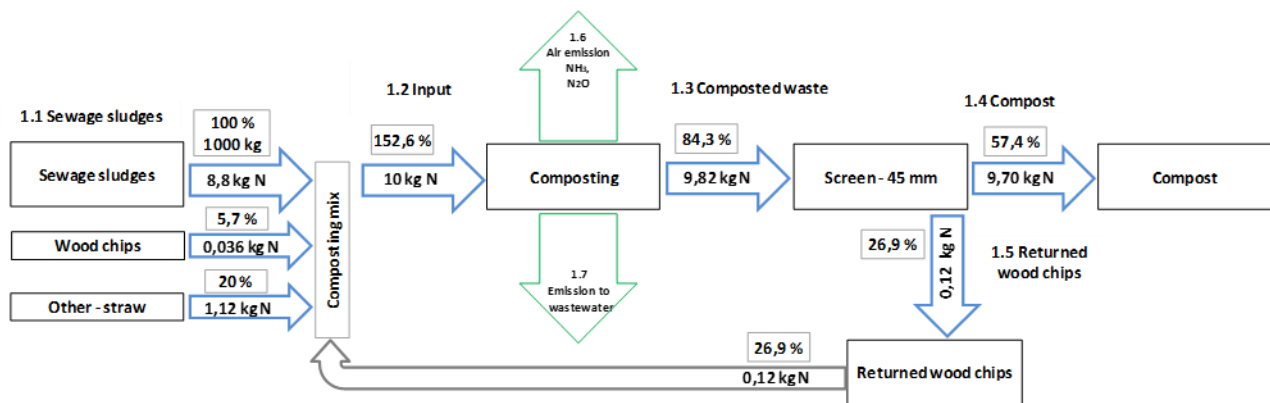 1.6
Air emission
NH₃,
N₂O
1.1 Sewage sludges
1.2 Input
1.3 Composted waste
1.4 Compost
100 %
1000 kg
152,6 %
84,3 %
57,4 %
Sewage sludges
8,8 kg N
10 kg N
Composting
9,82 kg N
Screen - 45 mm
9,70 kg N
Compost
Composting mix
5,7 %
Wood chips
0,036 kg N
20 %
Other - straw
1,12 kg N
1.7
Emission to
wastewater
26,9 %
0,12 kg N
1.5 Returned
wood chips
26,9 %
0,12 kg N
Returned wood chips